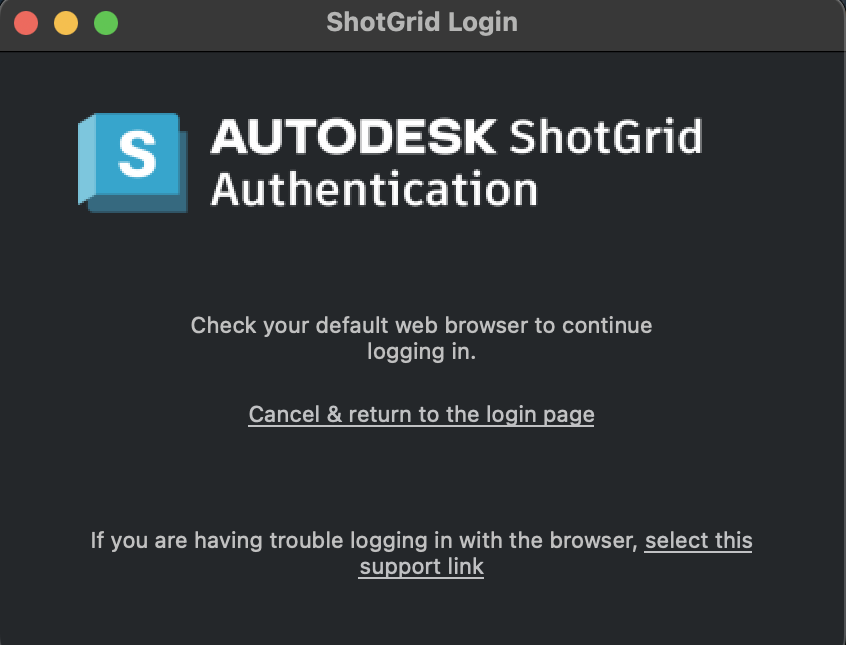 ShotGrid Login
S
AUTODESK ShotGrid
Authentication
Check your default web browser to continue
logging in.
Cancel & return to the login page
If you are having trouble logging in with the browser, select this
support link